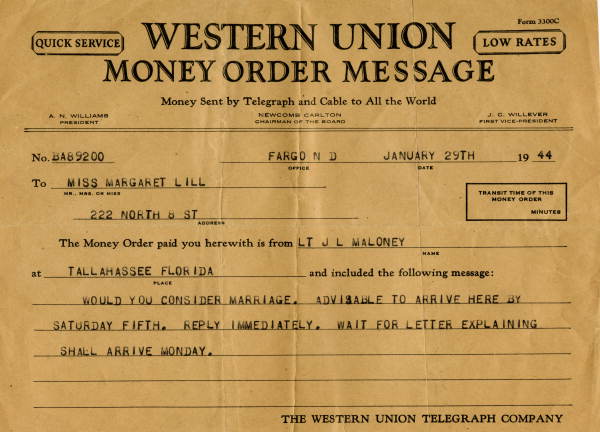 Form 3300C
QUICK SERVICE WESTERN UNION LOW RATES
MONEY ORDER MESSAGE
Money Sent by Telegraph and Cable to All the World
A. N. WILLIAMS NEWCOMB CARLTON J. C. WILLEVER
PRESIDENT CHAIRMAN OF THE BOARD FIRST VICE-PRESIDENT
No. BA89200 FARGO N D JANUARY 29TH 1944
OFFICE DATE
To MISS MARGARET LILL
MR., MRS. OR MISS
TRANSIT TIME OF THIS
MONEY ORDER
MINUTES
222 NORTH 8 ST
ADDRESS
The Money Order paid you herewith is from LT J L MALONEY
NAME
at TALLAHASSEE FLORIDA and included the following message:
PLACE
WOULD YOU CONSIDER MARRIAGE. ADVISABLE TO ARRIVE HERE BY
SATURDAY FIFTH. REPLY IMMEDIATELY. WAIT FOR LETTER EXPLAINING
SHALL ARRIVE MONDAY.
THE WESTERN UNION TELEGRAPH COMPANY